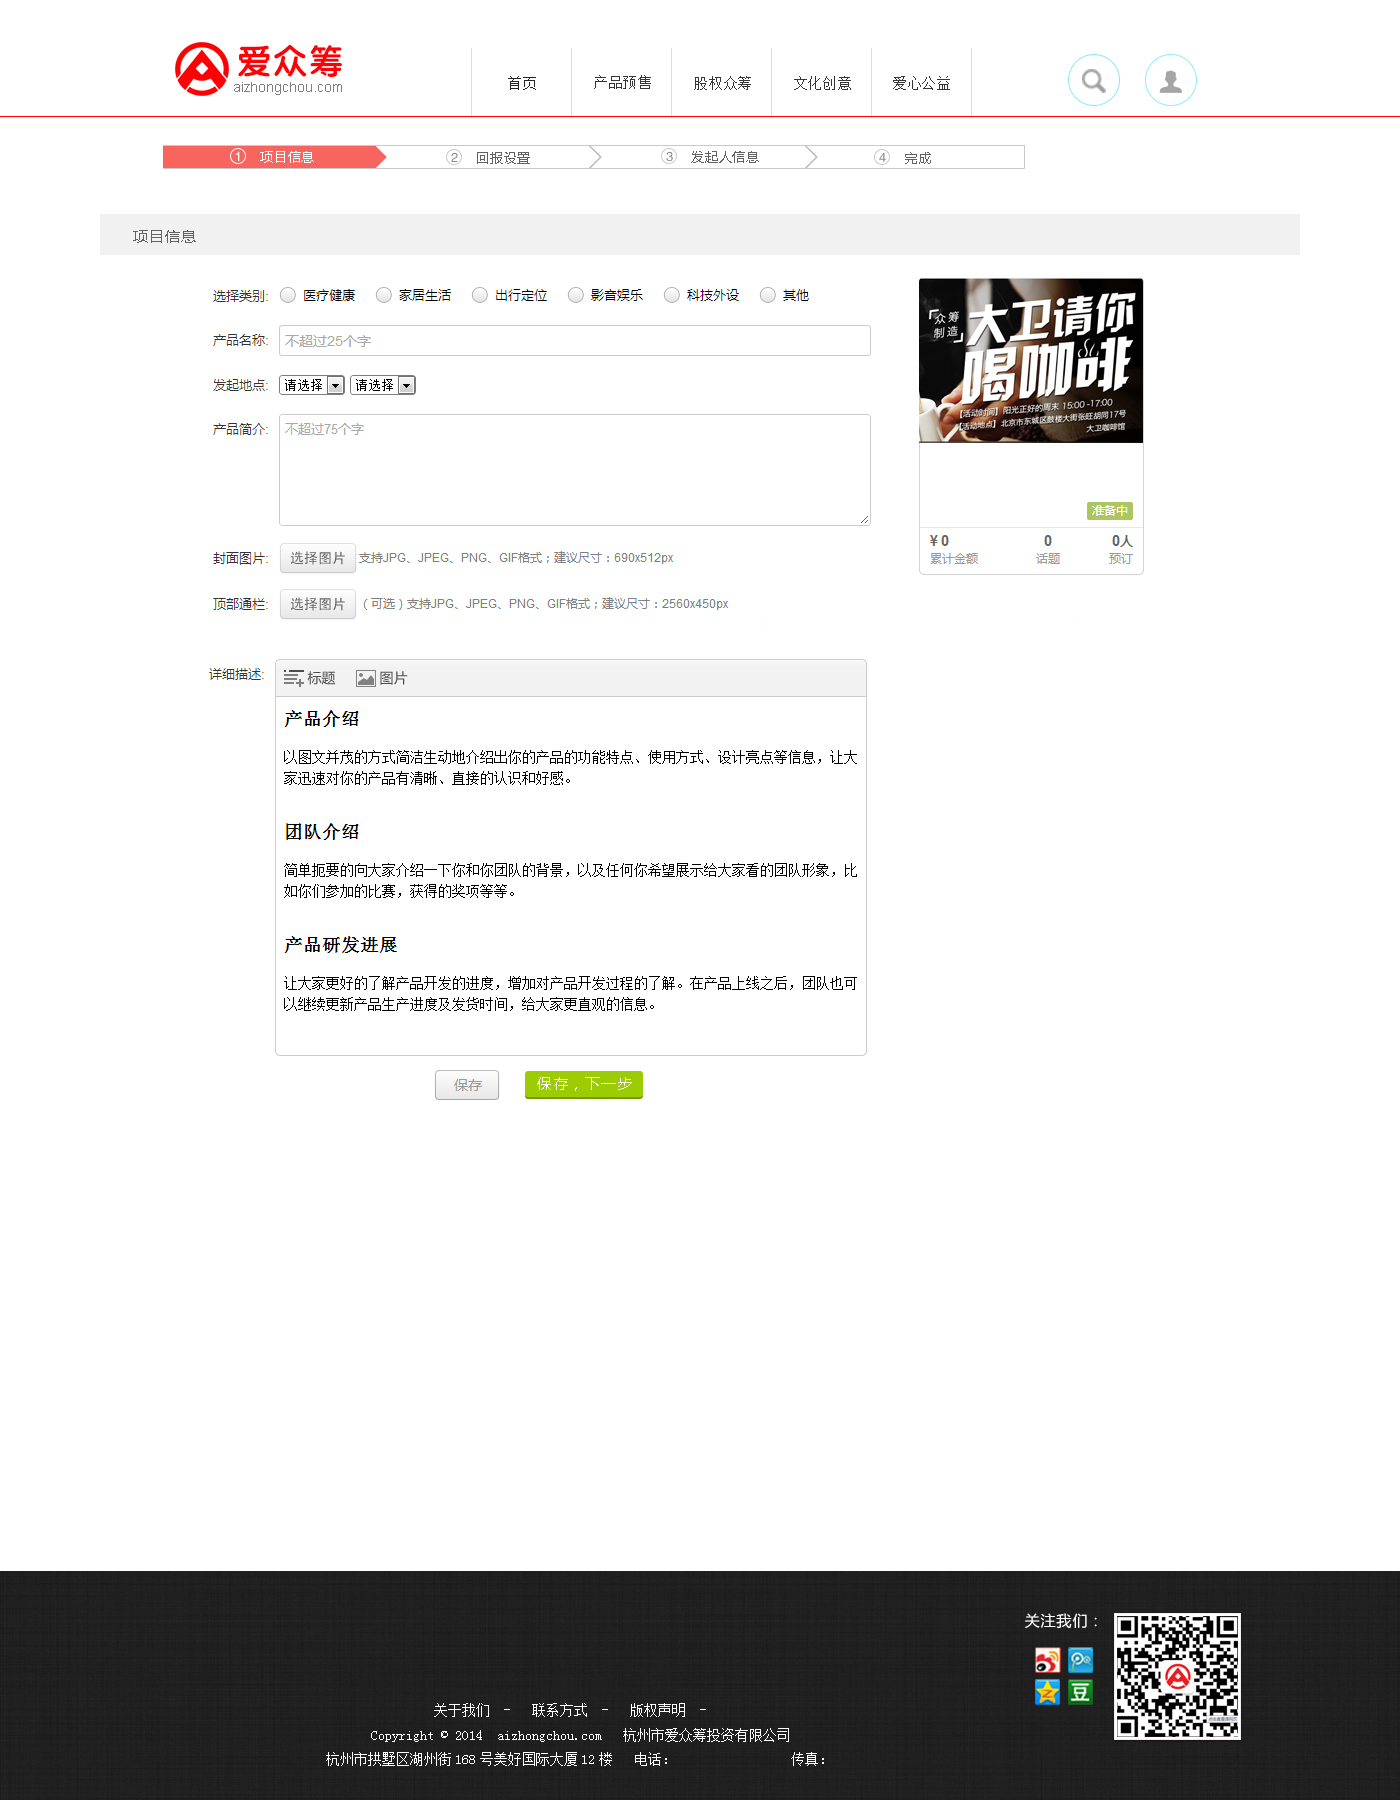 爱众筹
aizhongchou.com
首页 产品预售 股权众筹 文化创意 爱心公益
1 项目信息 2 回报设置 3 发起人信息 4 完成
项目信息
选择类别: 医疗健康 家居生活 出行定位 影音娱乐 科技外设 其他
产品名称: 不超过25个字
发起地点: 请选择 请选择
产品简介: 不超过75个字
封面图片: 选择图片 支持JPG、JPEG、PNG、GIF格式；建议尺寸：690x512px
顶部通栏: 选择图片 （可选）支持JPG、JPEG、PNG、GIF格式；建议尺寸：2560x450px
众筹
制造
大卫请你
喝咖啡
【活动时间】阳光正好的周末 15:00 -17:00
【活动地点】北京市东城区鼓楼大街张旺胡同17号
大卫咖啡馆
准备中
¥ 0 0 0人
累计金额 话题 预订
详细描述: 标题 图片
产品介绍
以图文并茂的方式简洁生动地介绍出你的产品的功能特点、使用方式、设计亮点等信息，让大
家迅速对你的产品有清晰、直接的认识和好感。
团队介绍
简单扼要的向大家介绍一下你和你团队的背景，以及任何你希望展示给大家看的团队形象，比
如你们参加的比赛，获得的奖项等等。
产品研发进展
让大家更好的了解产品开发的进度，增加对产品开发过程的了解。在产品上线之后，团队也可
以继续更新产品生产进度及发货时间，给大家更直观的信息。
保存 保存，下一步
关注我们：
豆
关于我们 - 联系方式 - 版权声明 -
Copyright © 2014 aizhongchou.com 杭州市爱众筹投资有限公司
杭州市拱墅区湖州街 168 号美好国际大厦 12 楼 电话: 传真: